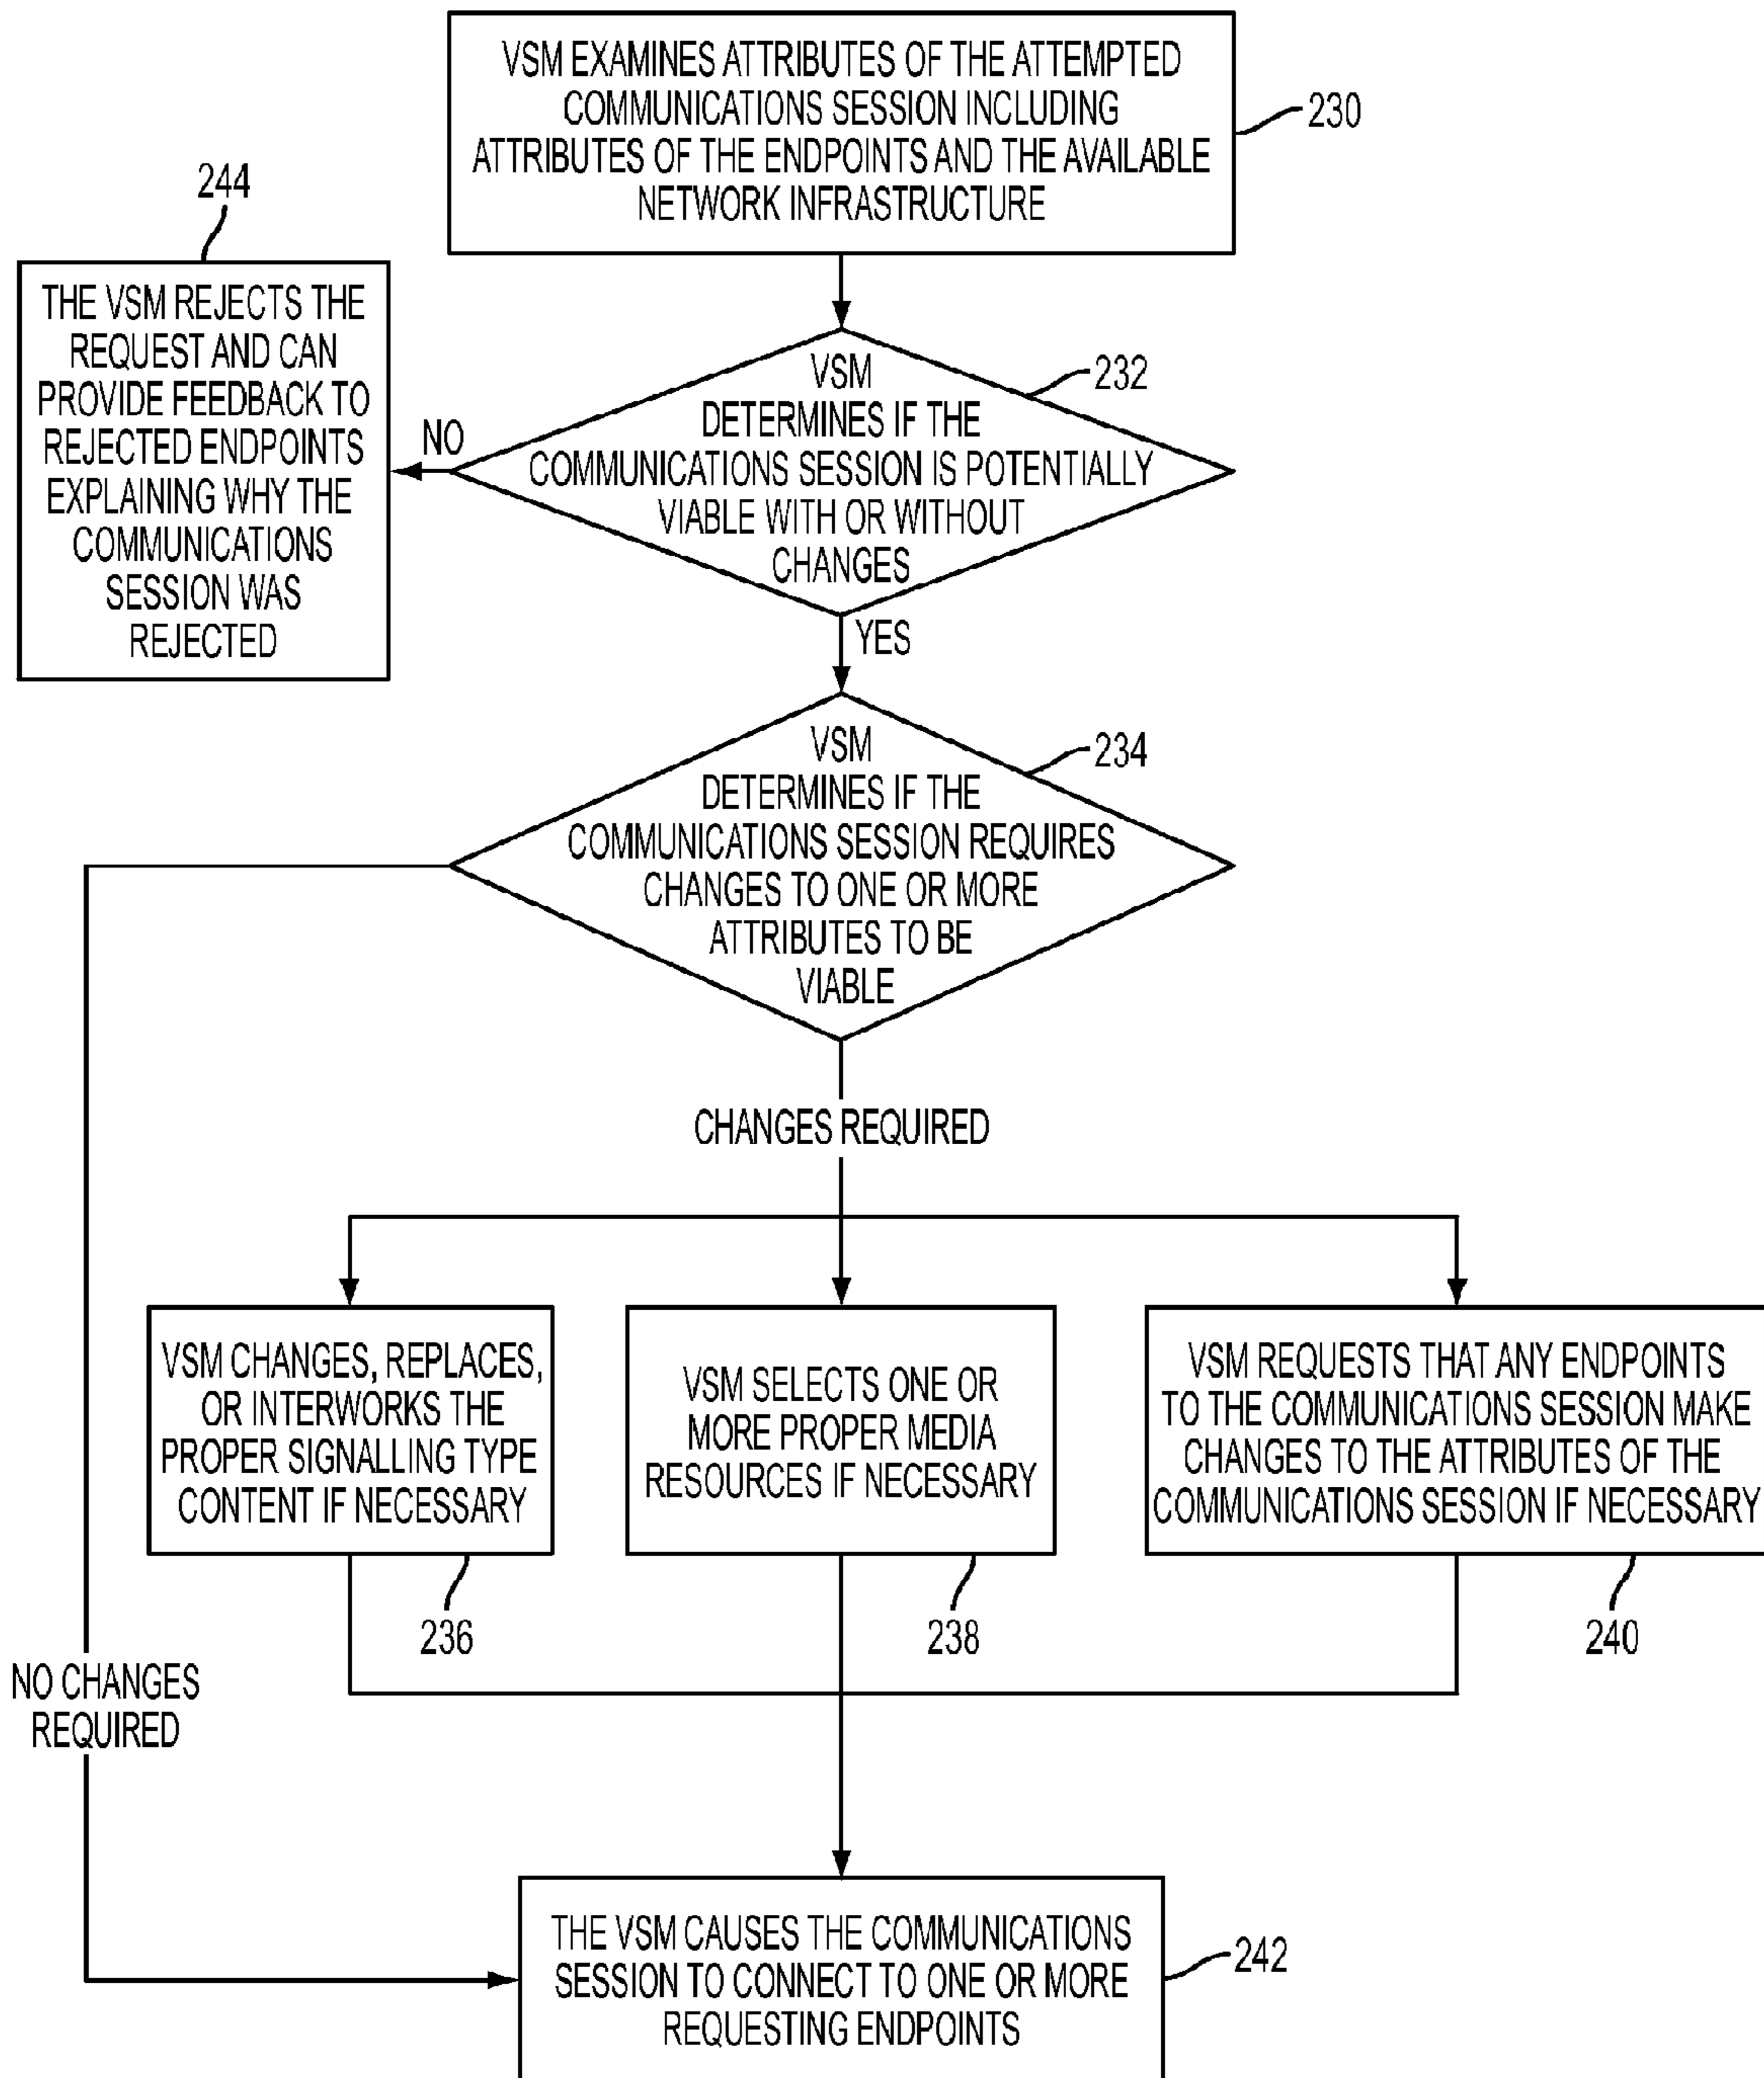 VSM EXAMINES ATTRIBUTES OF THE ATTEMPTED
COMMUNICATIONS SESSION INCLUDING
ATTRIBUTES OF THE ENDPOINTS AND THE AVAILABLE
NETWORK INFRASTRUCTURE
230
244
THE VSM REJECTS THE
REQUEST AND CAN
PROVIDE FEEDBACK TO
REJECTED ENDPOINTS
EXPLAINING WHY THE
COMMUNICATIONS
SESSION WAS
REJECTED
NO
VSM
DETERMINES IF THE
COMMUNICATIONS SESSION IS POTENTIALLY
VIABLE WITH OR WITHOUT
CHANGES
232
YES
VSM
DETERMINES IF THE
COMMUNICATIONS SESSION REQUIRES
CHANGES TO ONE OR MORE
ATTRIBUTES TO BE
VIABLE
234
CHANGES REQUIRED
VSM CHANGES, REPLACES,
OR INTERWORKS THE
PROPER SIGNALLING TYPE
CONTENT IF NECESSARY
236
VSM SELECTS ONE OR
MORE PROPER MEDIA
RESOURCES IF NECESSARY
238
VSM REQUESTS THAT ANY ENDPOINTS
TO THE COMMUNICATIONS SESSION MAKE
CHANGES TO THE ATTRIBUTES OF THE
COMMUNICATIONS SESSION IF NECESSARY
240
NO CHANGES
REQUIRED
THE VSM CAUSES THE COMMUNICATIONS
SESSION TO CONNECT TO ONE OR MORE
REQUESTING ENDPOINTS
242